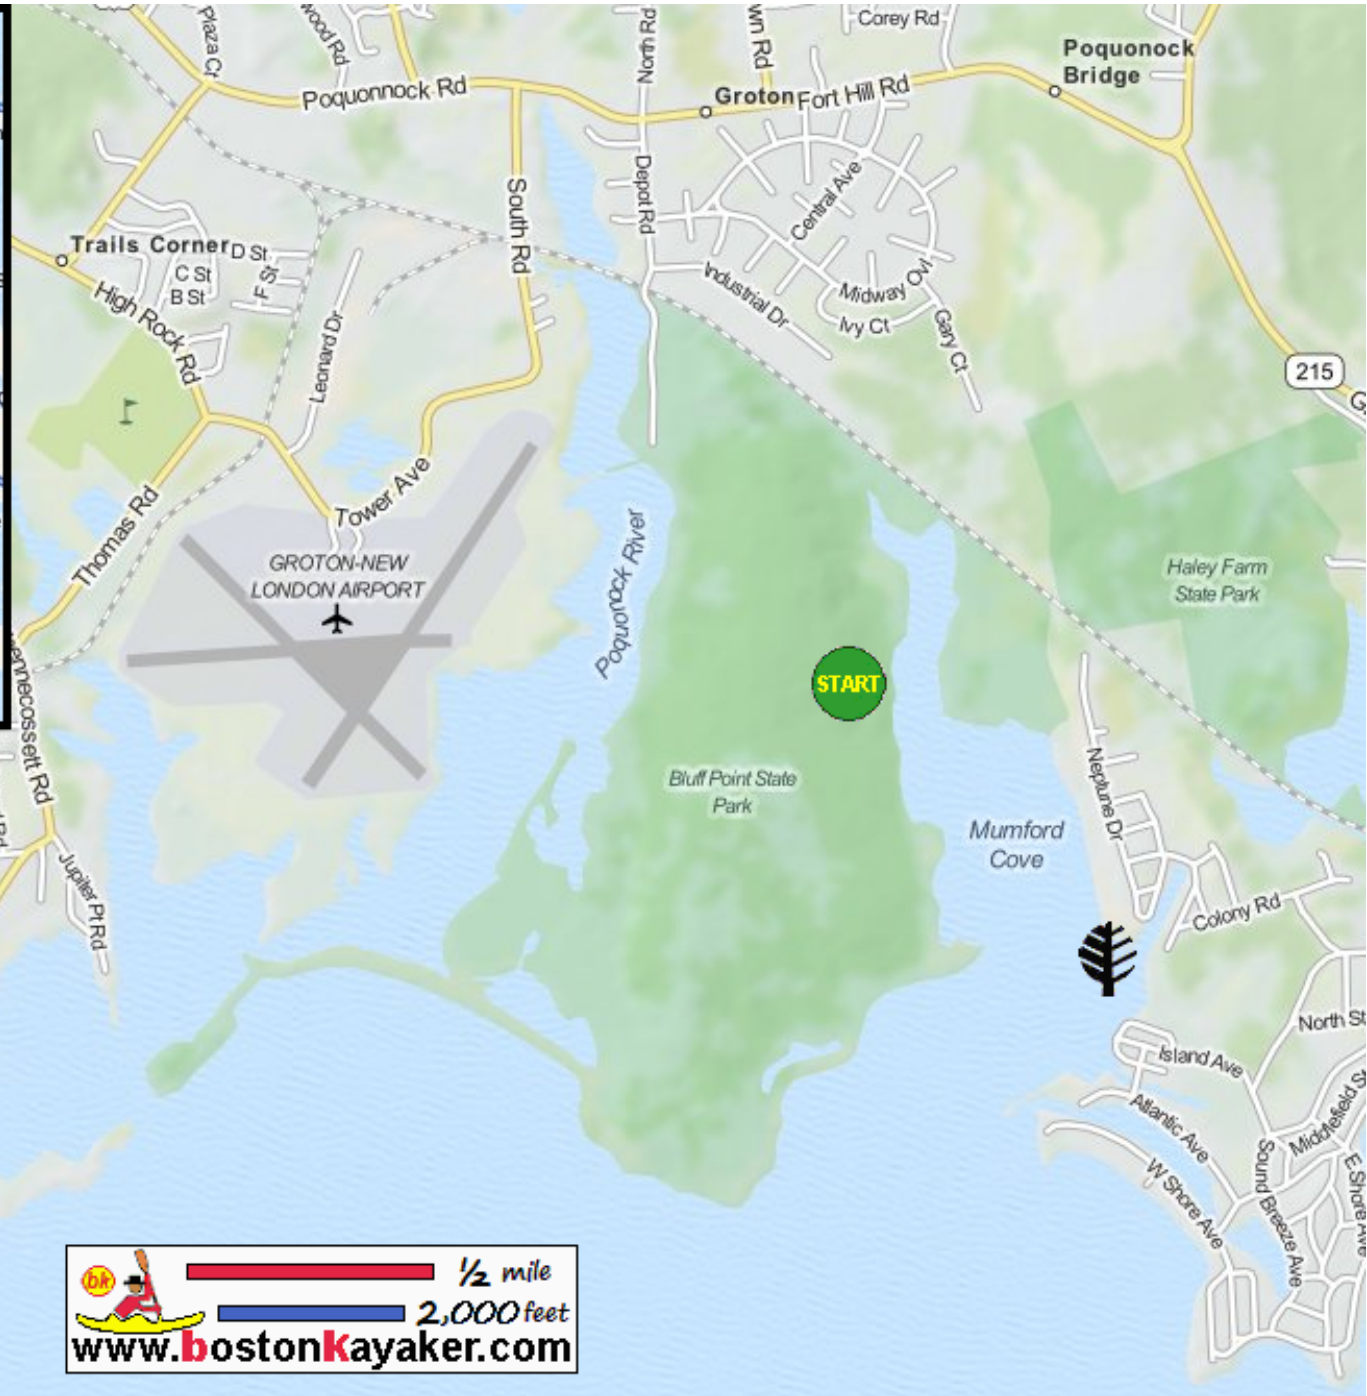 Plaza Ct
North Rd
Corey Rd
Poquonock
Bridge
Poquonnock Rd
Groton
Fort Hill Rd
Depot Rd
South Rd
Central Ave
Trails Corner
D St
C St
B St
F St
High Rock Rd
Leonard Dr
Industrial Dr
Midway Ovl
Ivy Ct
Gary Ct
215
Tower Ave
Thomas Rd
GROTON-NEW
LONDON AIRPORT
Poquonock River
Haley Farm
State Park
START
Bluff Point State
Park
Neptune Dr
Mumford
Cove
Jupiter Pt Rd
Colony Rd
North St
Island Ave
Atlantic Ave
W Shore Ave
Sound Breeze Ave
Middlefield St
E Shore Ave
bk
½ mile
2,000 feet
www.bostonKayaker.com